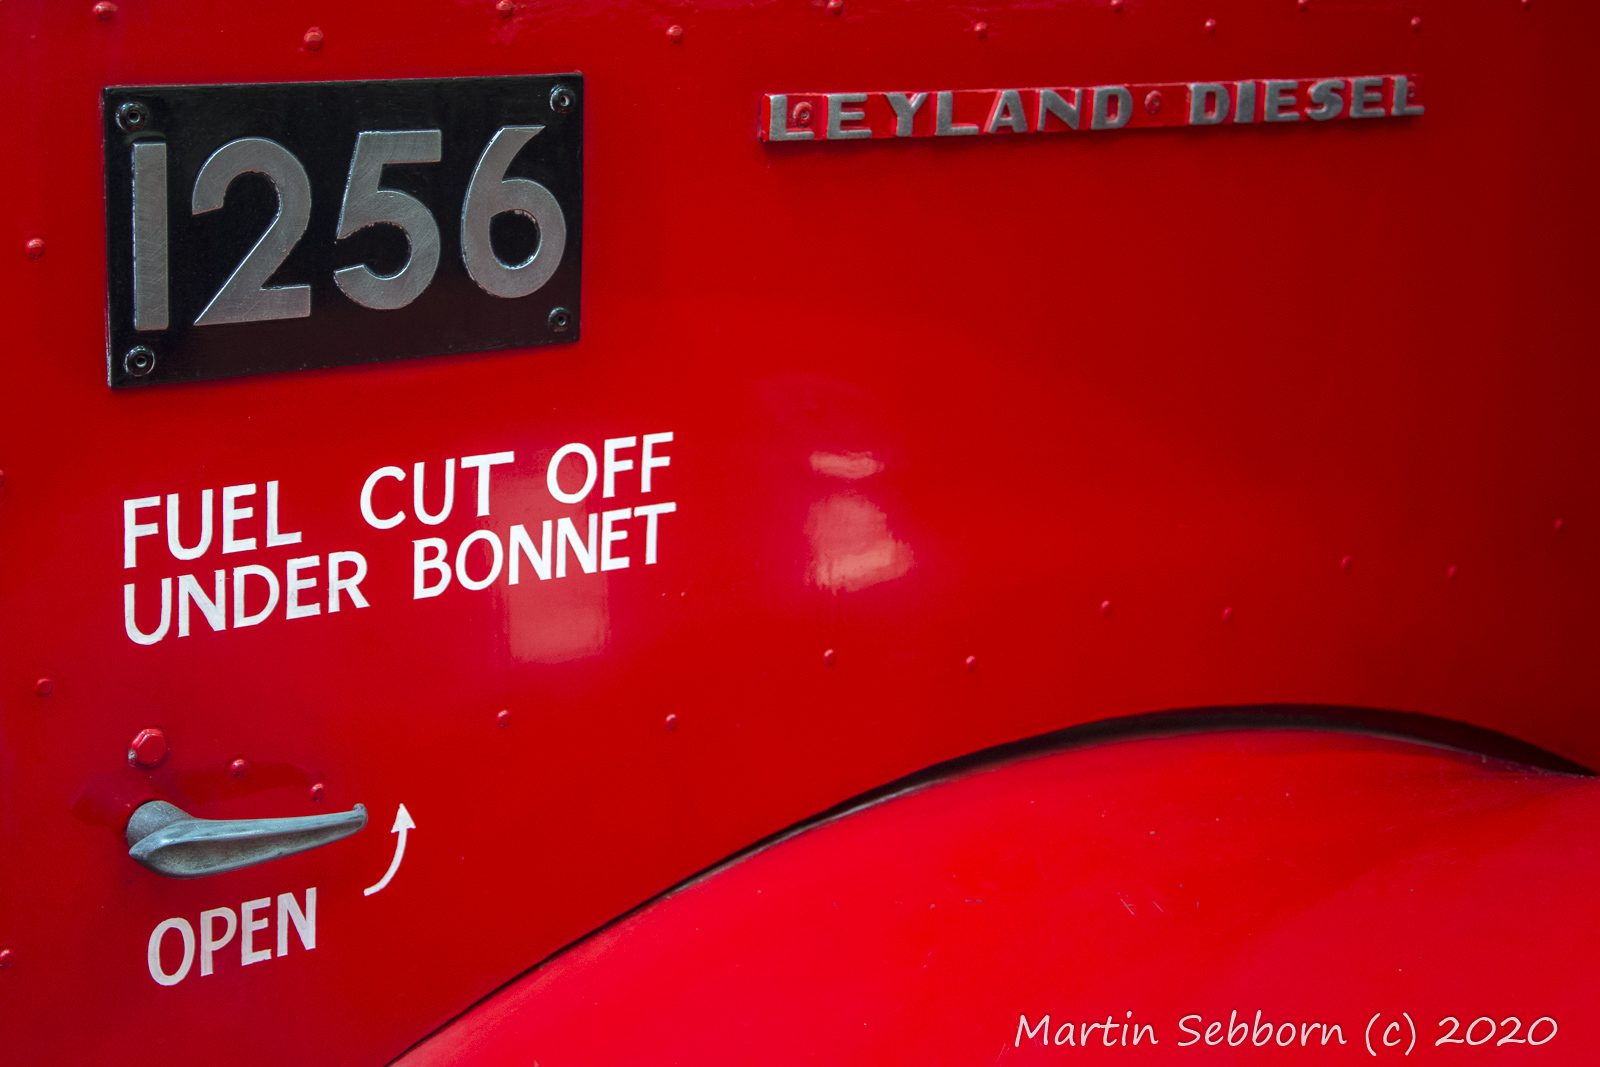 1256
LEYLAND DIESEL
FUEL CUT OFF
UNDER BONNET
OPEN
Martin Sebborn (c) 2020